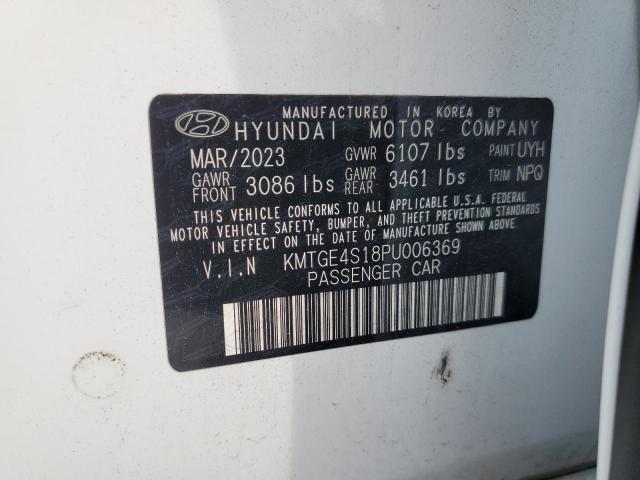 MANUFACTURED IN KOREA BY
HYUNDAI MOTOR COMPANY
MAR/2023 GVWR 6107 lbs PAINT UYH
GAWR FRONT 3086 lbs GAWR REAR 3461 lbs TRIM NPQ
THIS VEHICLE CONFORMS TO ALL APPLICABLE U.S.A. FEDERAL
MOTOR VEHICLE SAFETY, BUMPER, AND THEFT PREVENTION STANDARDS
IN EFFECT ON THE DATE OF MANUFACTURE SHOWN ABOVE
V.I.N KMTGE4S18PU006369
PASSENGER CAR